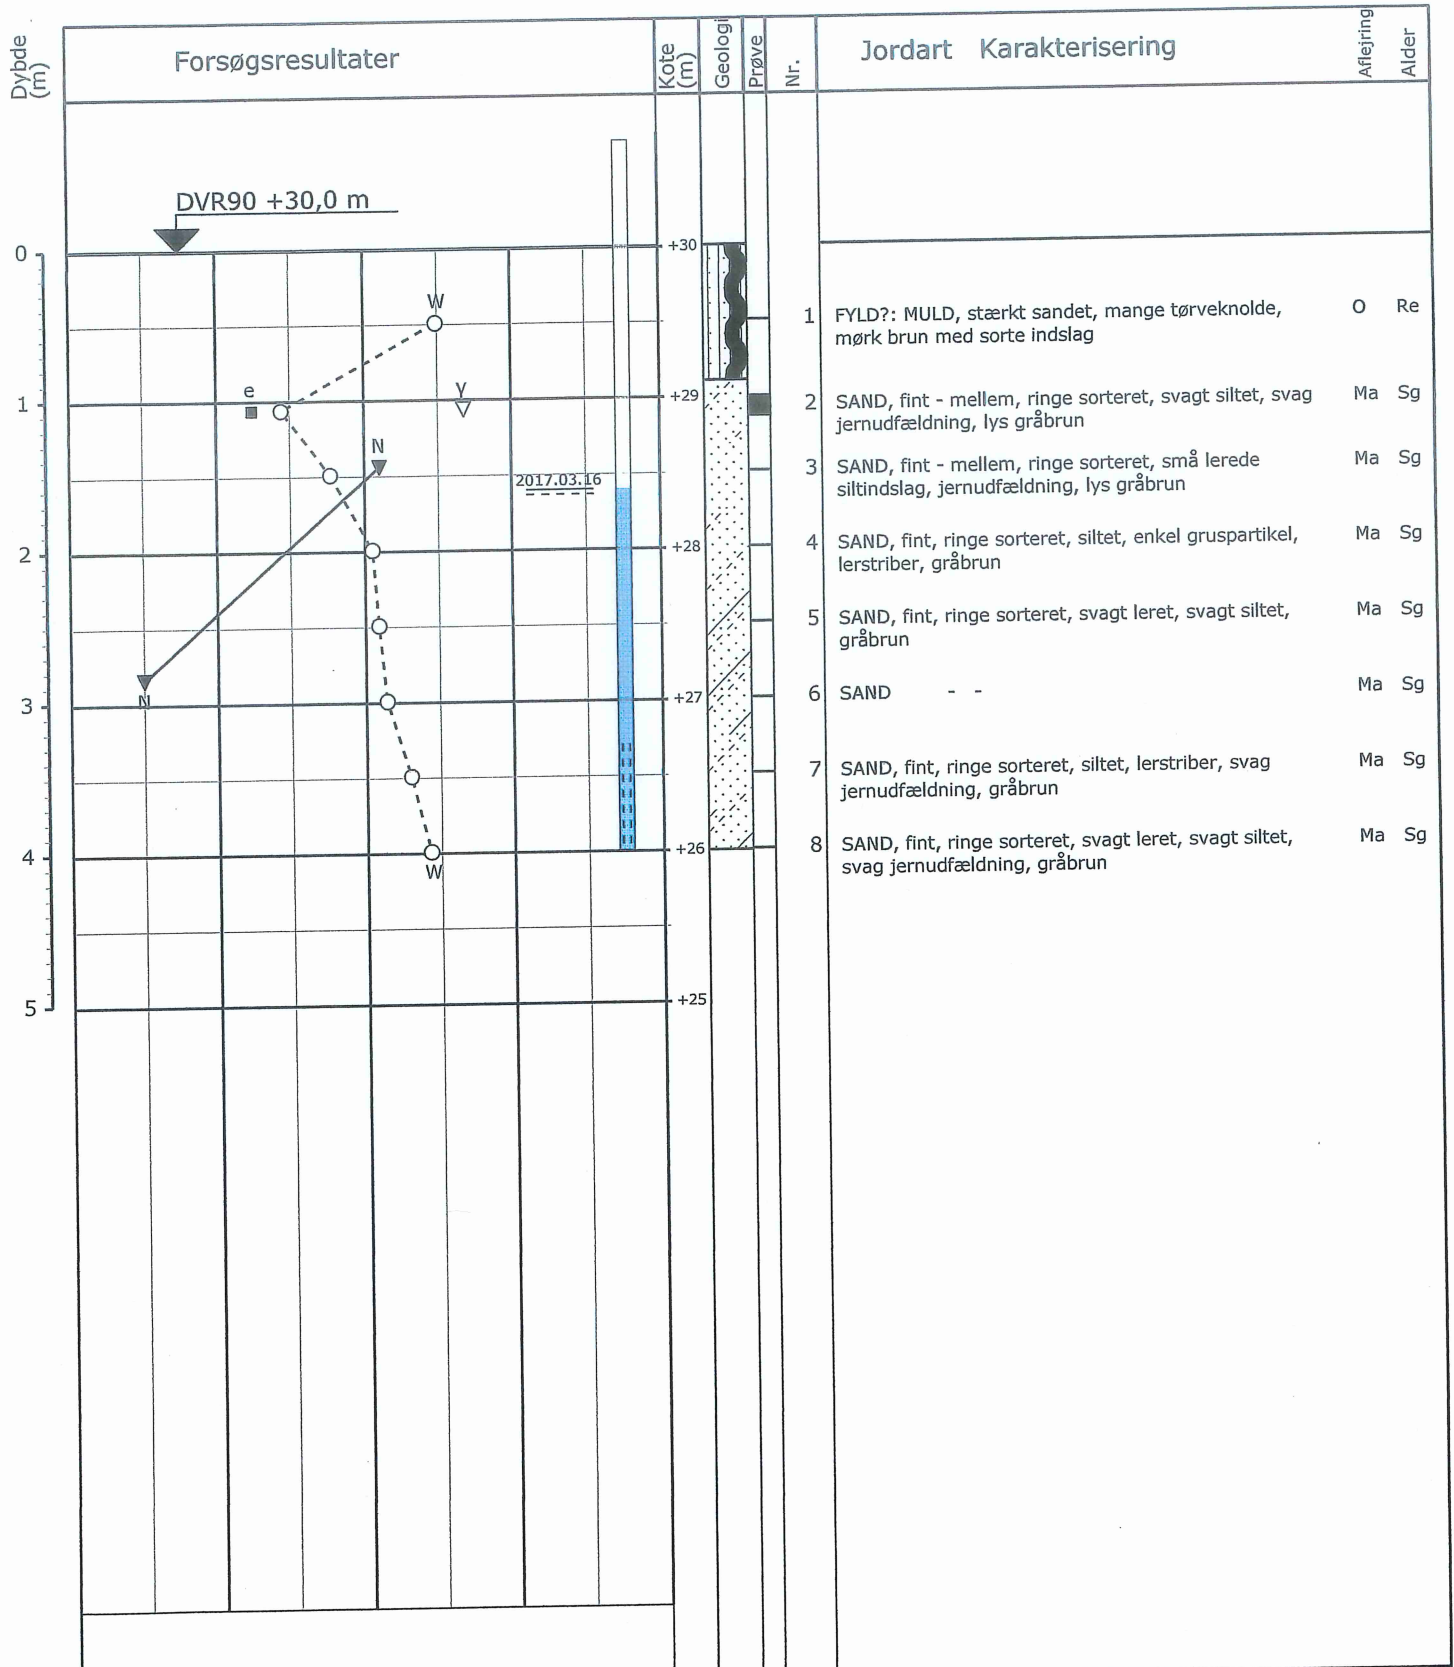 Dybde
(m)
Forsøgsresultater
Kote
(m)
Geologi
Prøve
Nr.
Jordart Karakterisering
Aflejring
Alder
DVR90 +30,0 m
0
+30
W
1 FYLD?: MULD, stærkt sandet, mange tørveknolde, O Re
mørk brun med sorte indslag
e
γ
1
+29
2 SAND, fint - mellem, ringe sorteret, svagt siltet, svag Ma Sg
jernudfældning, lys gråbrun
N
3 SAND, fint - mellem, ringe sorteret, små lerede Ma Sg
siltindslag, jernudfældning, lys gråbrun
2017.03.16
2
+28
4 SAND, fint, ringe sorteret, siltet, enkel gruspartikel, Ma Sg
lerstriber, gråbrun
5 SAND, fint, ringe sorteret, svagt leret, svagt siltet, Ma Sg
gråbrun
N
3
+27
6 SAND - - Ma Sg
7 SAND, fint, ringe sorteret, siltet, lerstriber, svag Ma Sg
jernudfældning, gråbrun
4
+26
8 SAND, fint, ringe sorteret, svagt leret, svagt siltet, Ma Sg
svag jernudfældning, gråbrun
W
5
+25